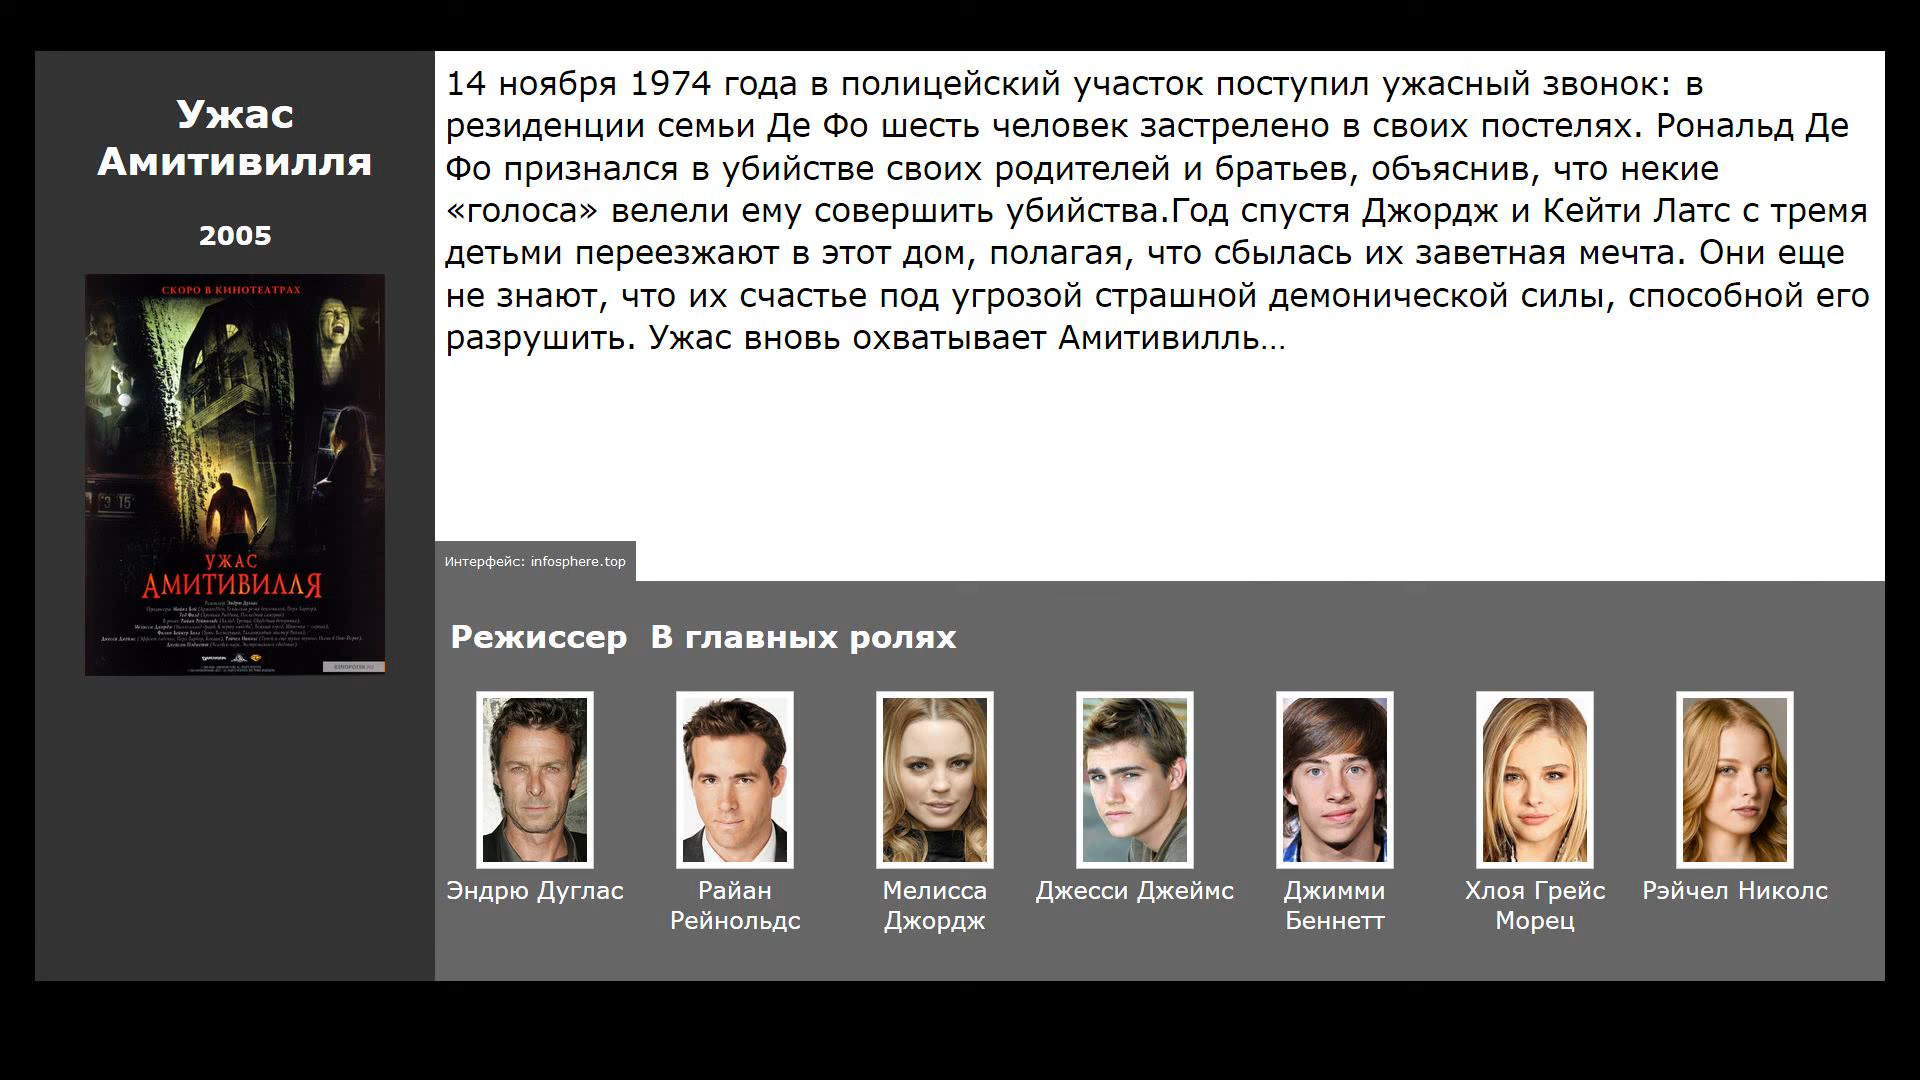 Ужас
Амитивилля
2005
СКОРО В КИНОТЕАТРАХ
3 15
УЖАС
АМИТИВИЛЛЯ
KINOPOISK.RU
14 ноября 1974 года в полицейский участок поступил ужасный звонок: в
резиденции семьи Де Фо шесть человек застрелено в своих постелях. Рональд Де
Фо признался в убийстве своих родителей и братьев, объяснив, что некие
«голоса» велели ему совершить убийства.Год спустя Джордж и Кейти Латс с тремя
детьми переезжают в этот дом, полагая, что сбылась их заветная мечта. Они еще
не знают, что их счастье под угрозой страшной демонической силы, способной его
разрушить. Ужас вновь охватывает Амитивилль…
Интерфейс: infosphere.top
Режиссер В главных ролях
Эндрю Дуглас
Райан
Рейнольдс
Мелисса
Джордж
Джесси Джеймс
Джимми
Беннетт
Хлоя Грейс
Морец
Рэйчел Николс